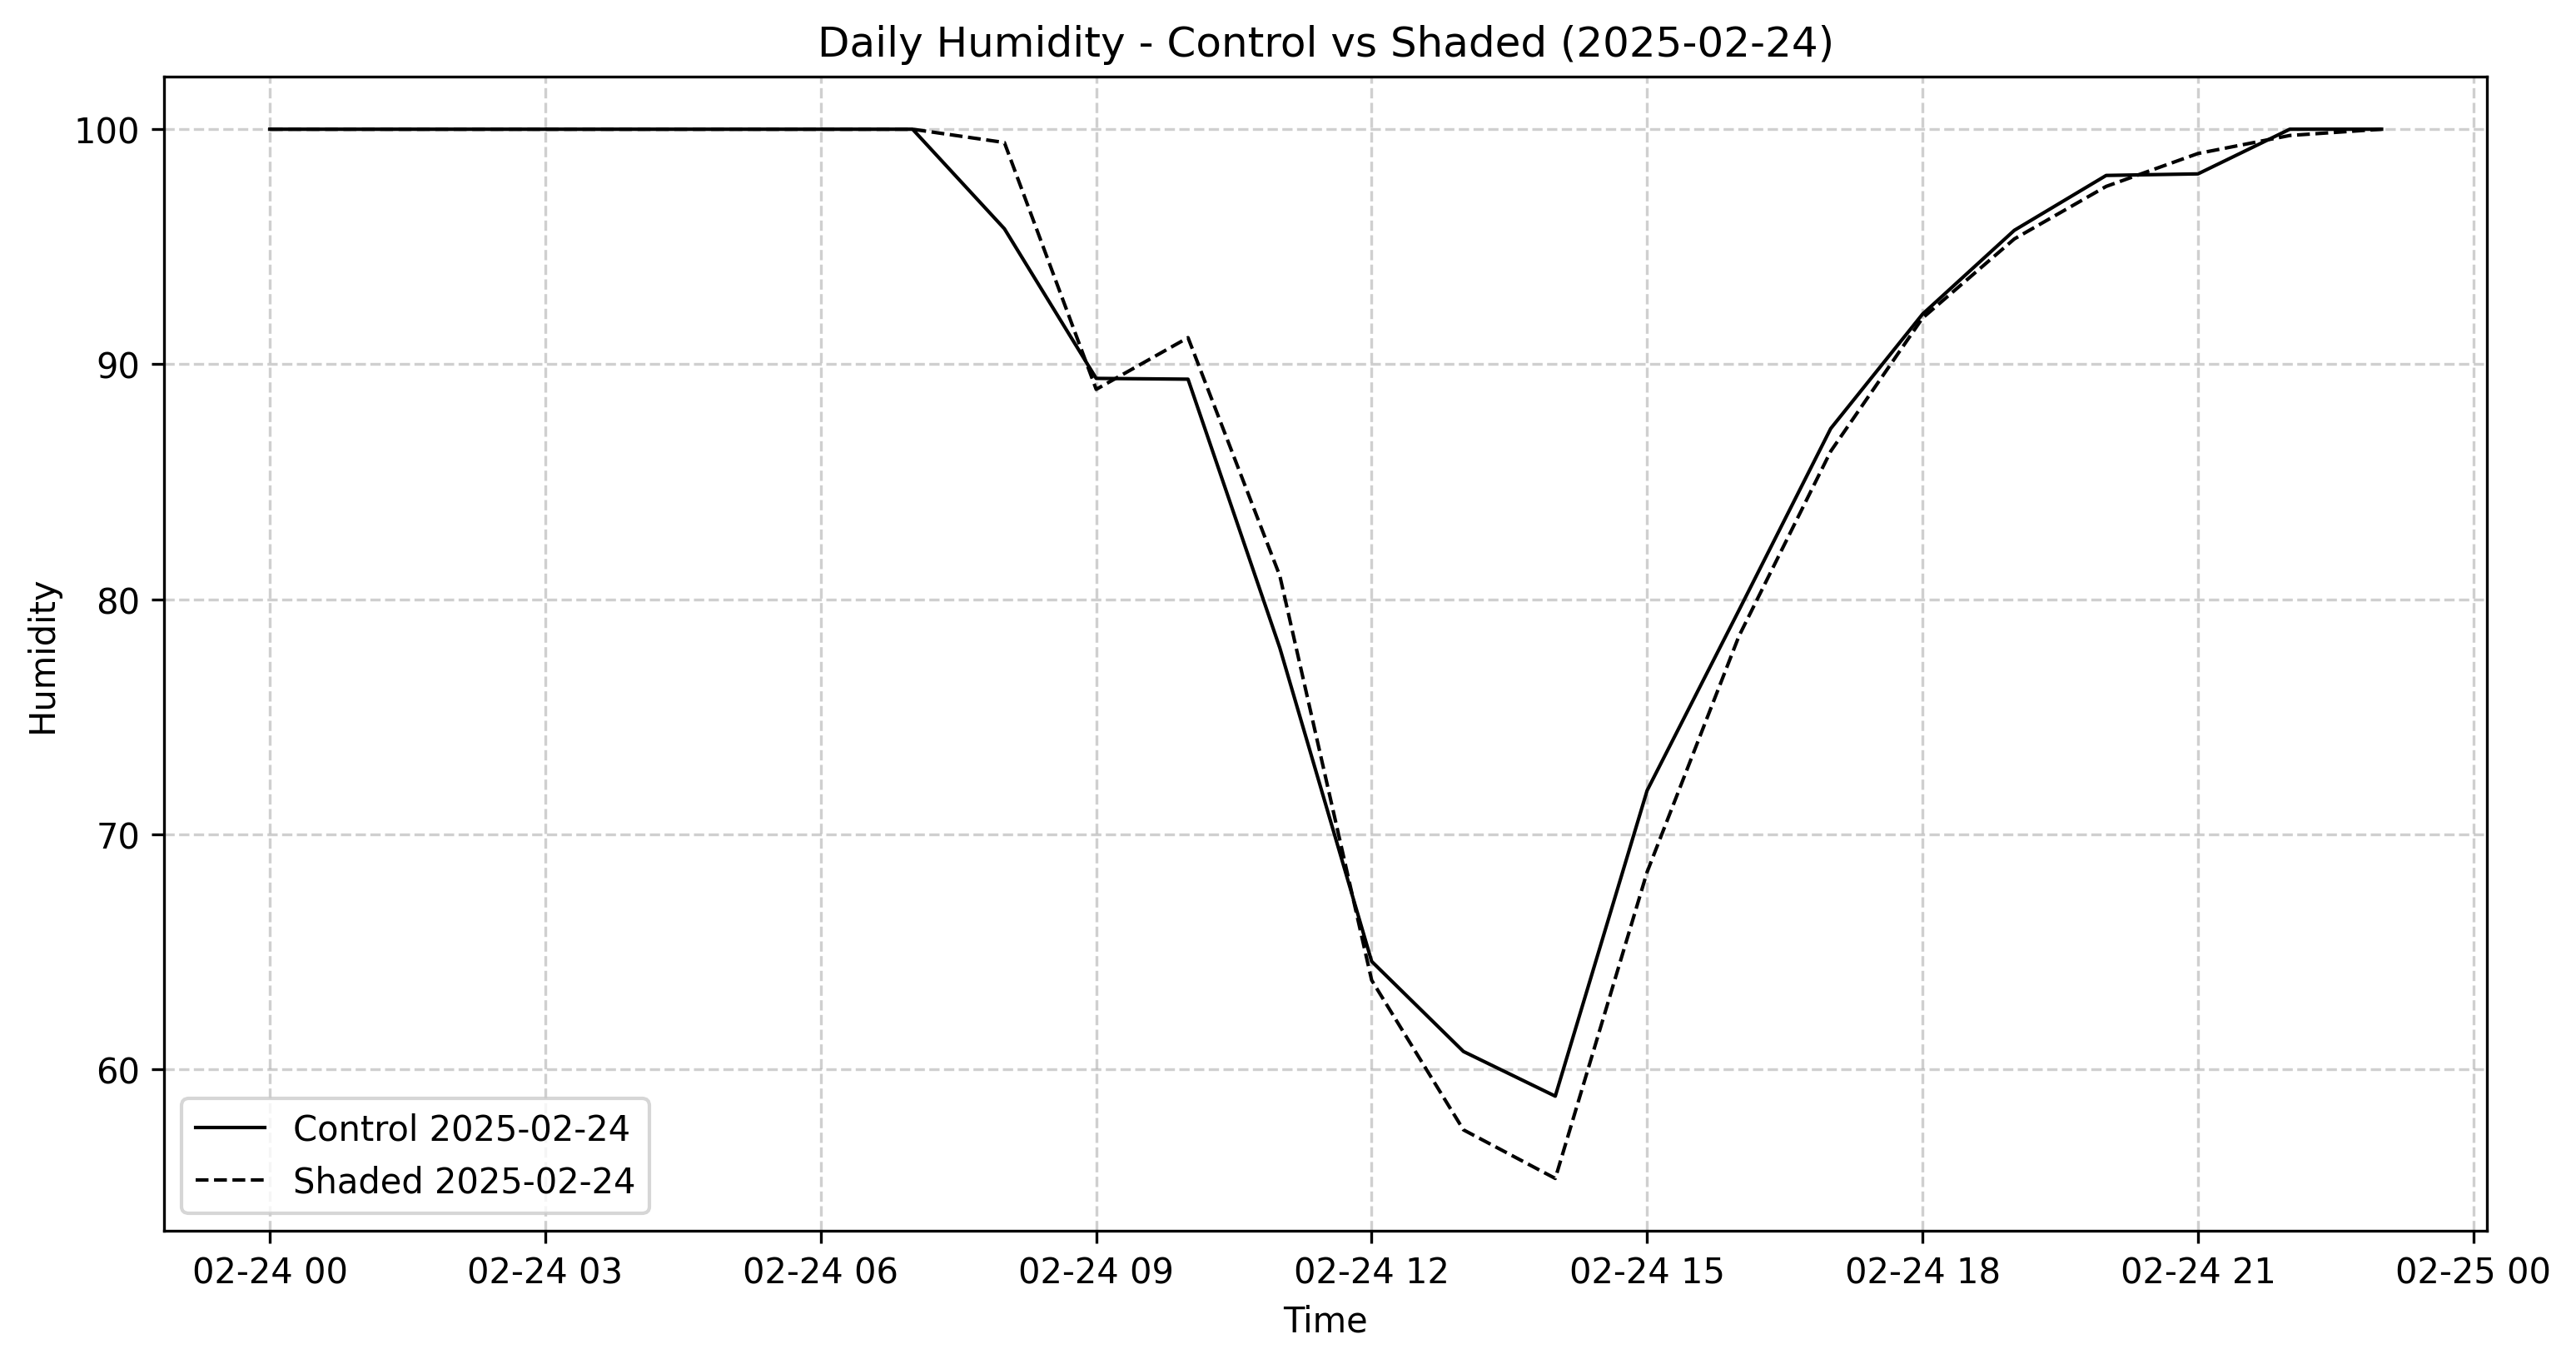 Daily Humidity - Control vs Shaded (2025-02-24)
Humidity
100
90
80
70
60
Control 2025-02-24
Shaded 2025-02-24
02-24 00 02-24 03 02-24 06 02-24 09 02-24 12 02-24 15 02-24 18 02-24 21 02-25 00
Time